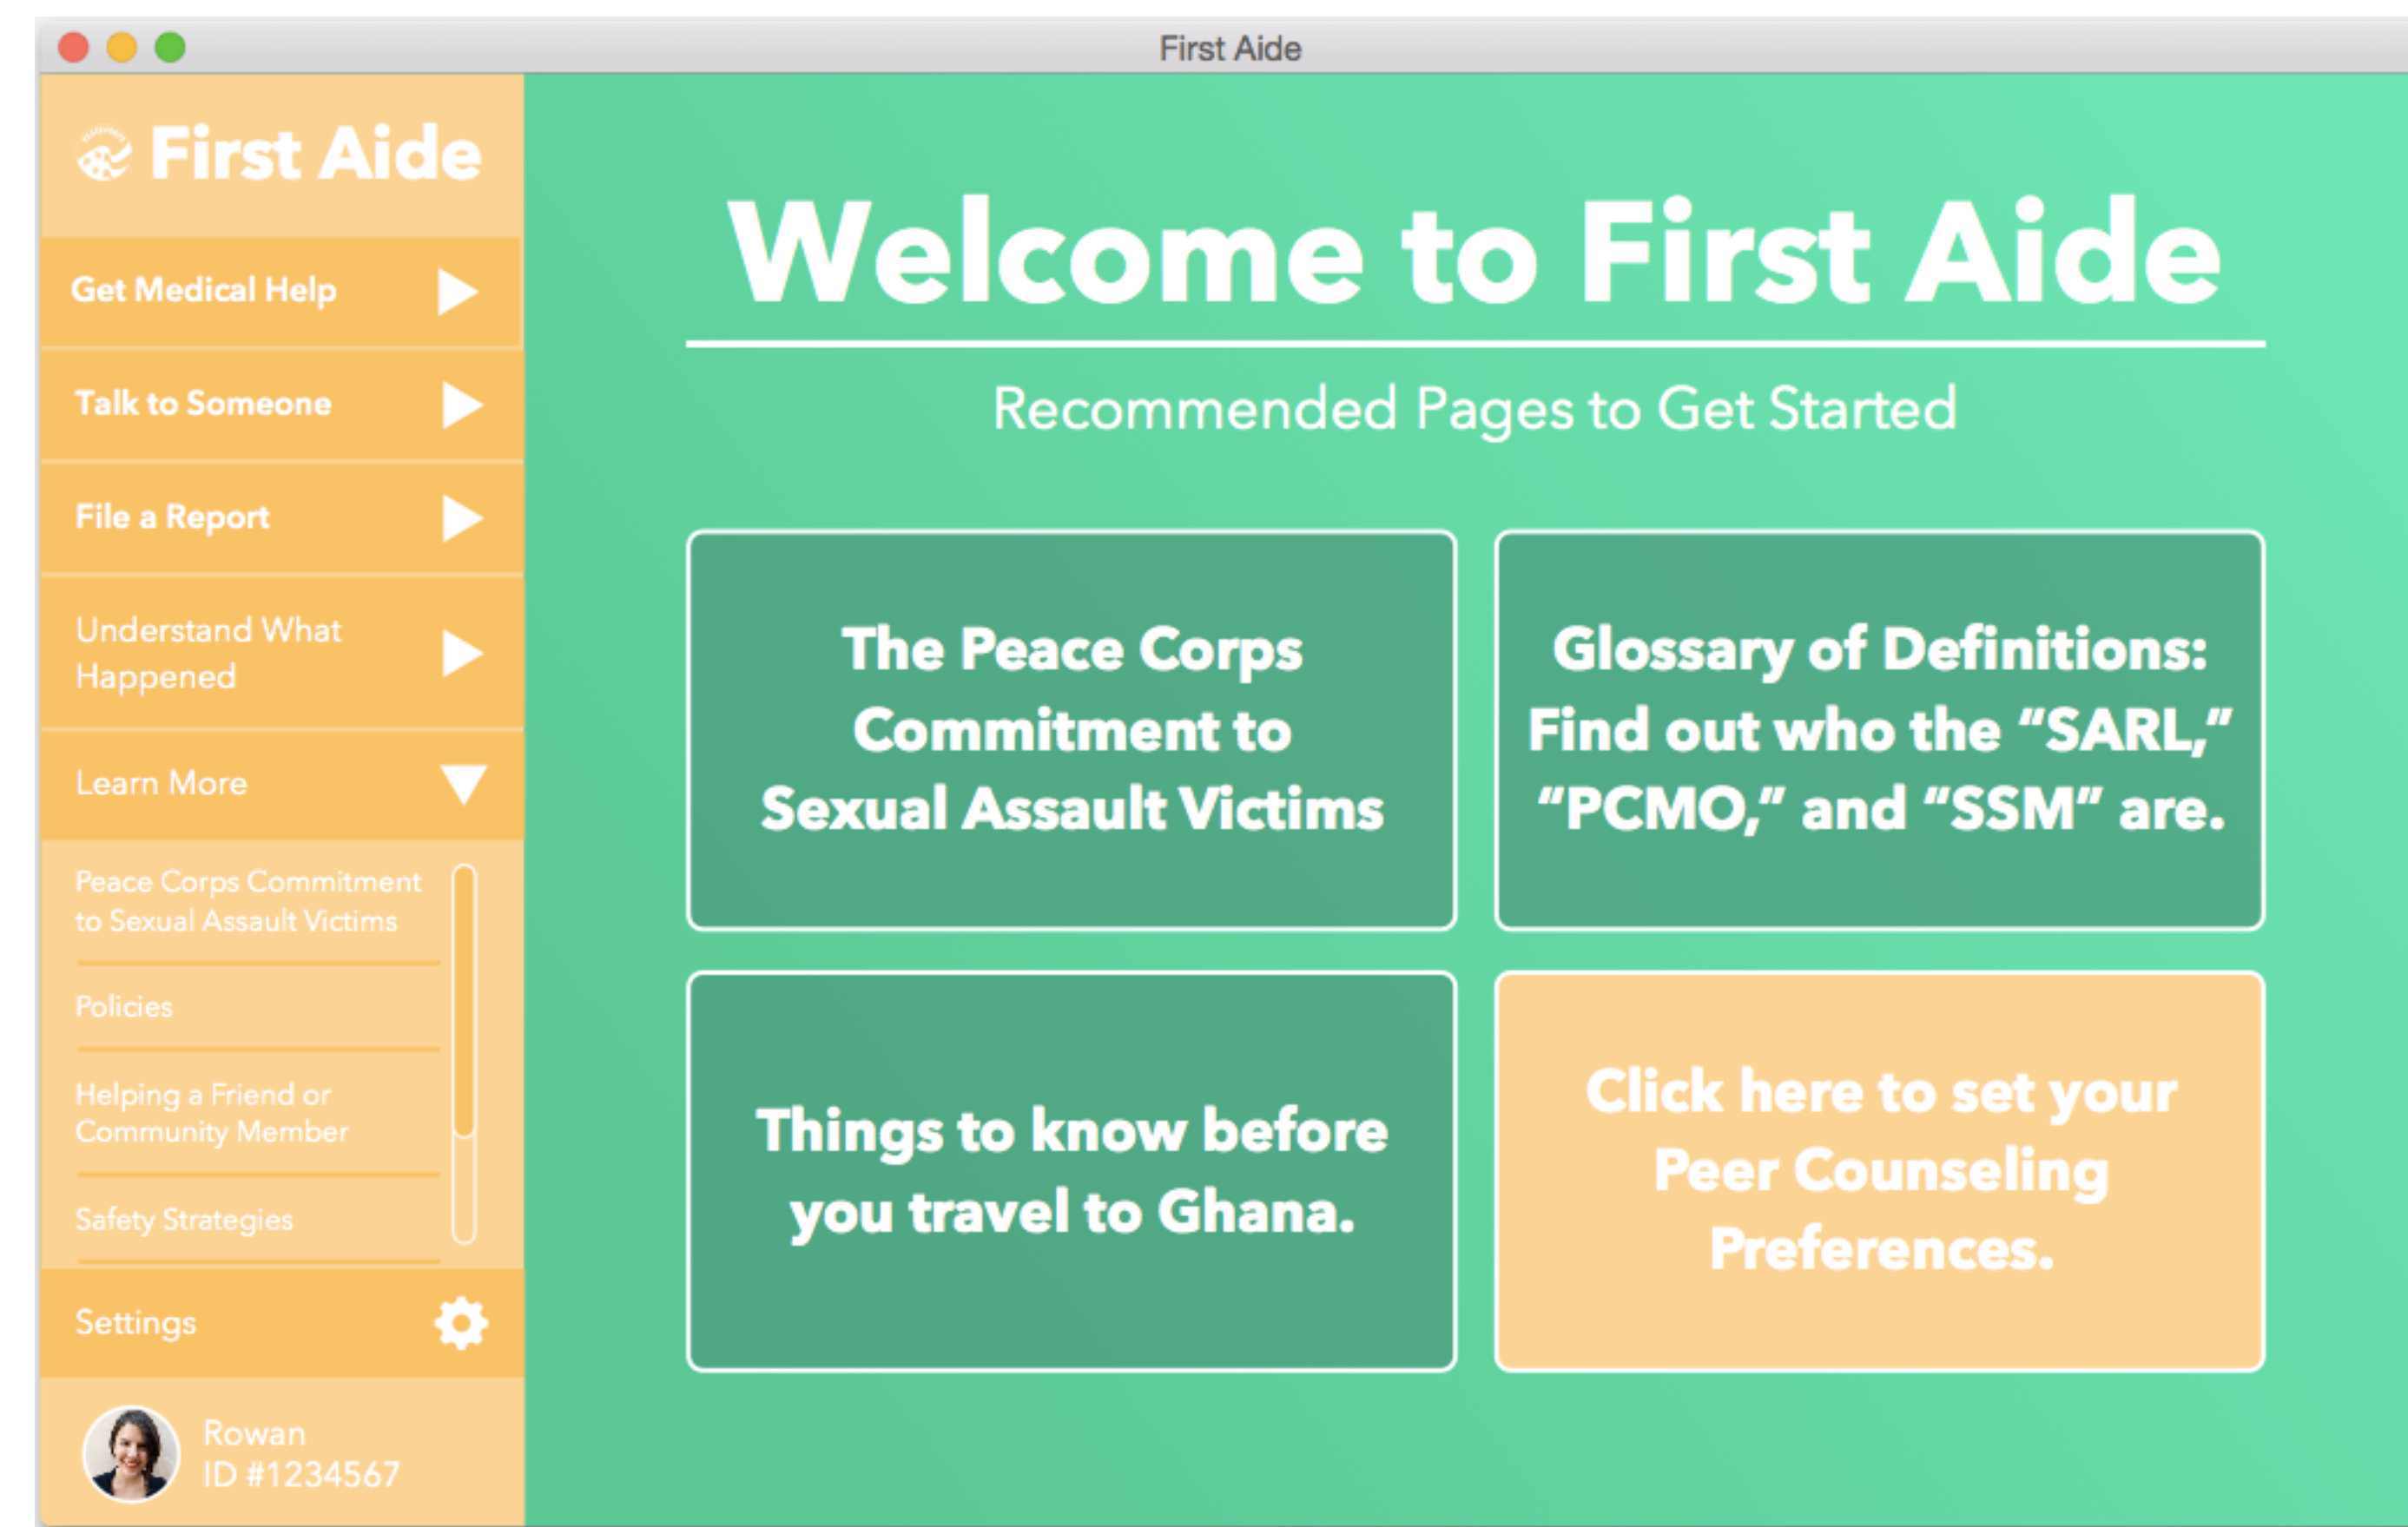 First Aide
First Aide
Get Medical Help
Talk to Someone
File a Report
Understand What
Happened
Learn More
Peace Corps Commitment
to Sexual Assault Victims
Policies
Helping a Friend or
Community Member
Safety Strategies
Settings
Rowan
ID #1234567
Welcome to First Aide
Recommended Pages to Get Started
The Peace Corps
Commitment to
Sexual Assault Victims
Glossary of Definitions:
Find out who the “SARL,”
“PCMO,” and “SSM” are.
Things to know before
you travel to Ghana.
Click here to set your
Peer Counseling
Preferences.